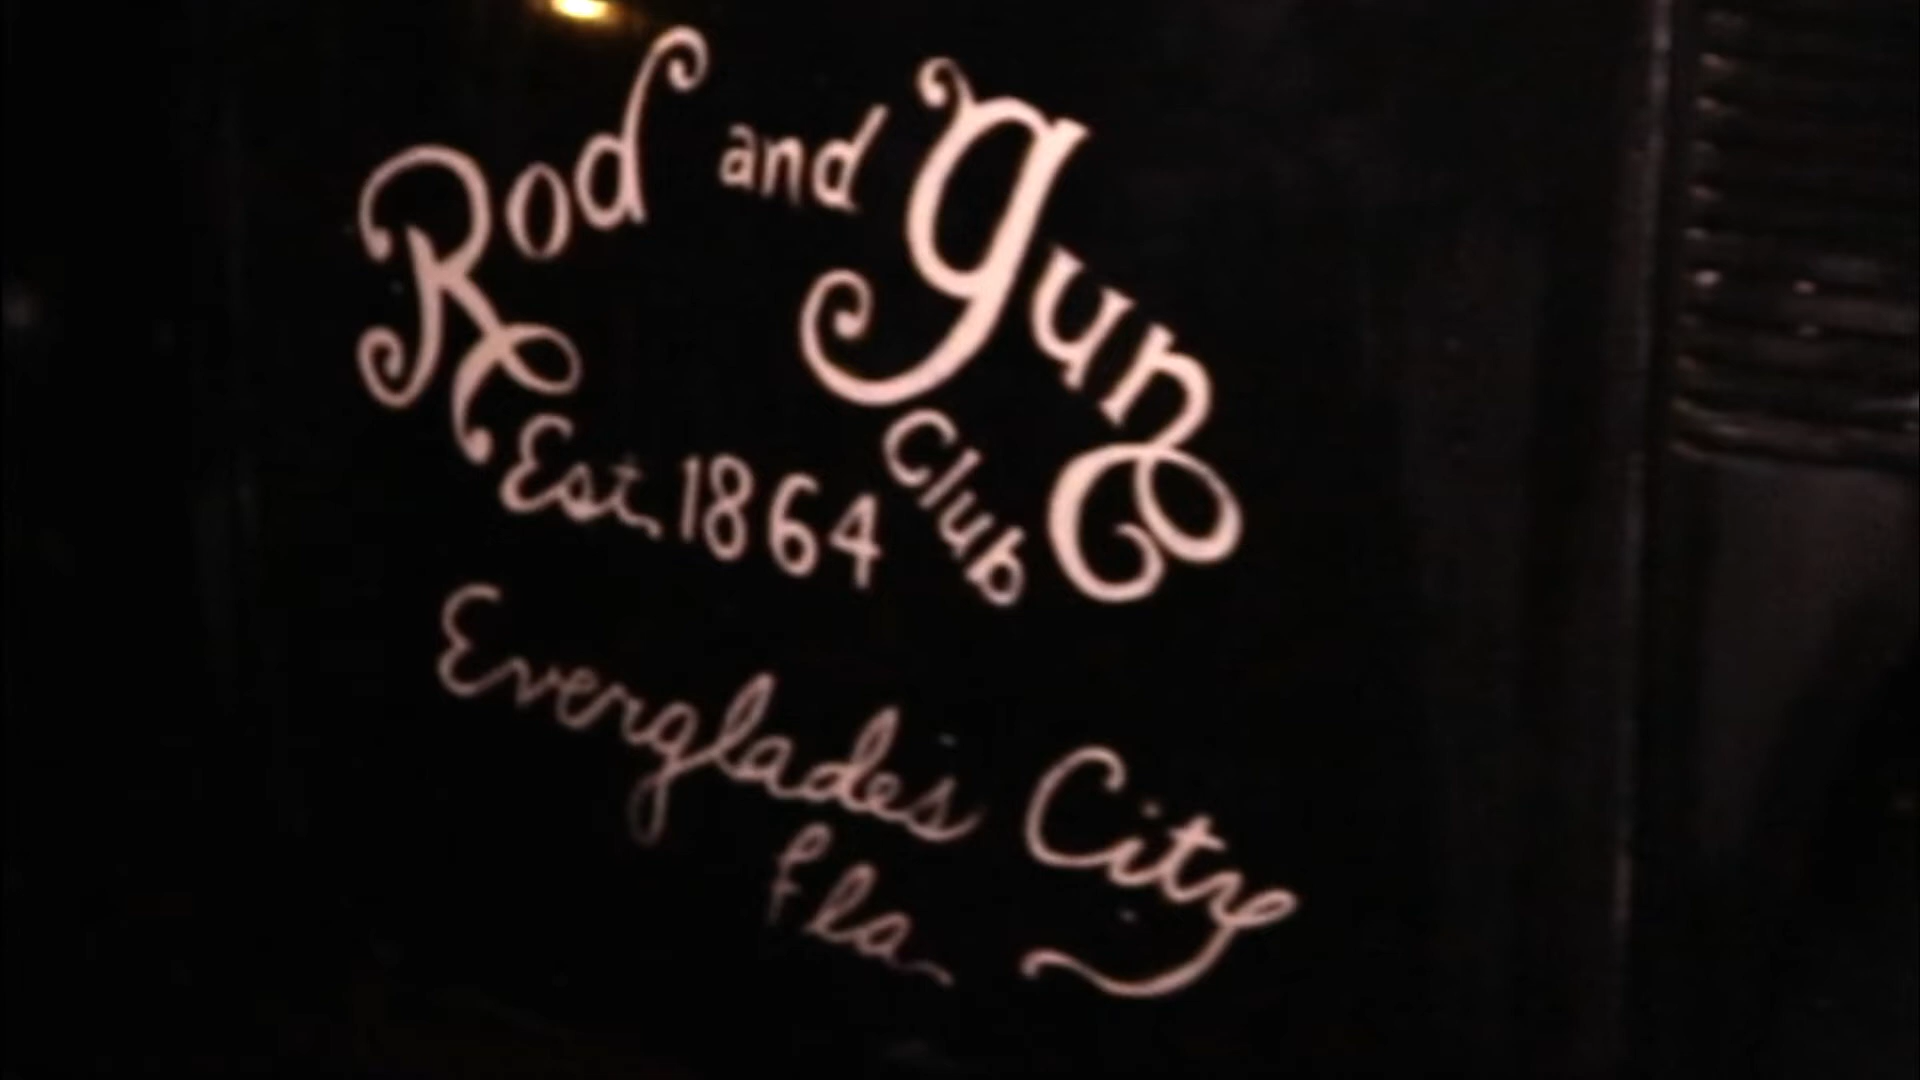 Rod and gun
Club
Est. 1864
Everglades City
Fla